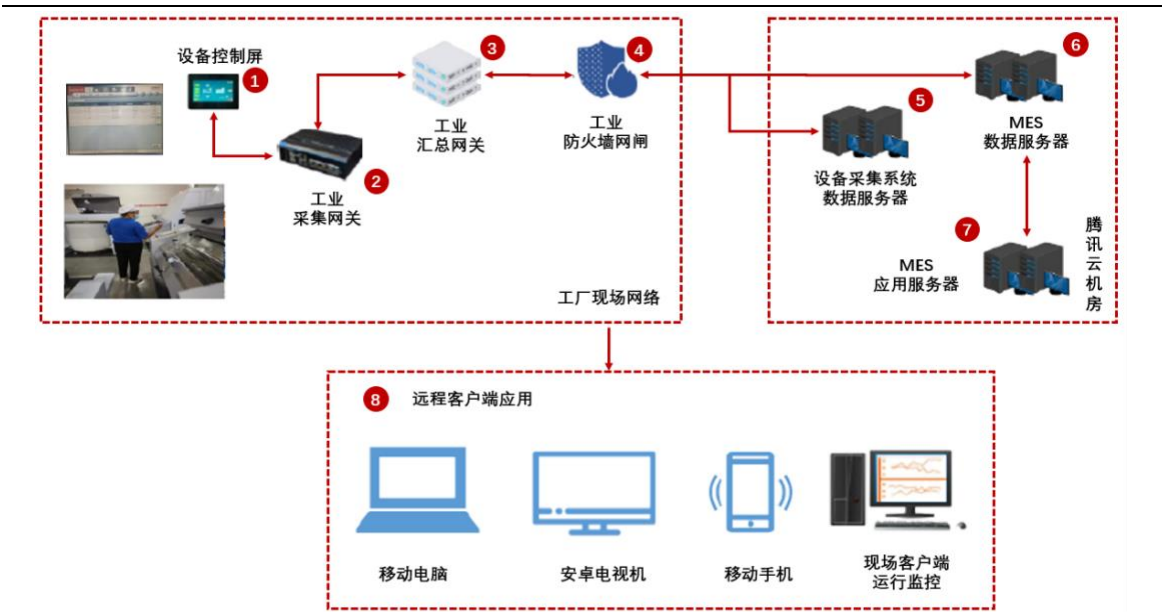 设备控制屏
1
3
4
6
工业
汇总网关
工业
防火墙网闸
5
MES
数据服务器
2
工业
采集网关
设备采集系统
数据服务器
7
MES
应用服务器
腾讯云机房
工厂现场网络
8
远程客户端应用
移动电脑
安卓电视机
移动手机
现场客户端
运行监控